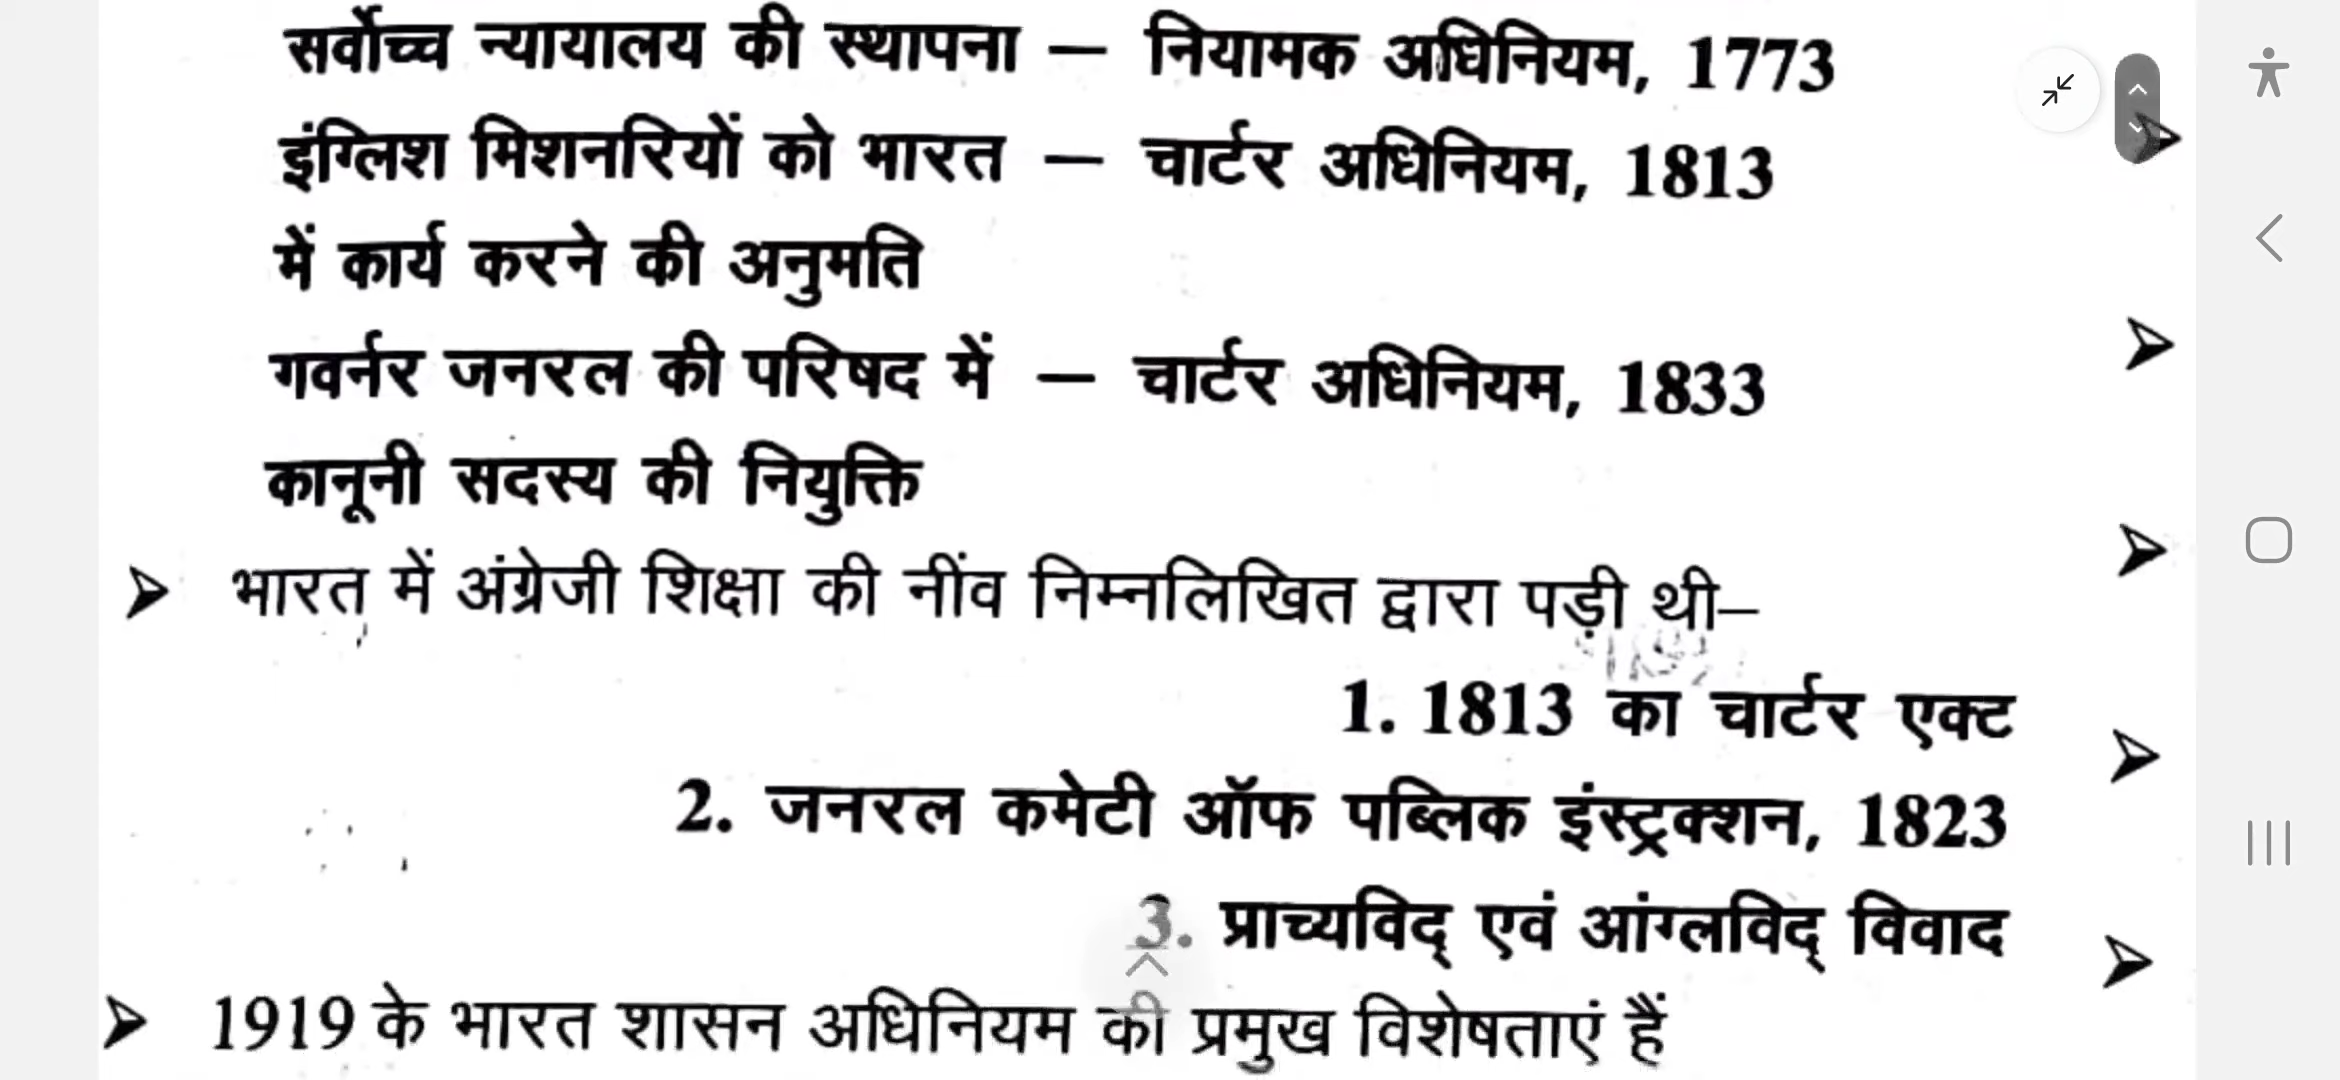 सर्वोच्च न्यायालय की स्थापना — नियामक अधिनियम, 1773
इंग्लिश मिशनरियों को भारत — चार्टर अधिनियम, 1813
में कार्य करने की अनुमति
गवर्नर जनरल की परिषद में — चार्टर अधिनियम, 1833
कानूनी सदस्य की नियुक्ति
➢ भारत में अंग्रेजी शिक्षा की नींव निम्नलिखित द्वारा पड़ी थी–
1. 1813 का चार्टर एक्ट
2. जनरल कमेटी ऑफ पब्लिक इंस्ट्रक्शन, 1823
3. प्राच्यविद् एवं आंग्लविद् विवाद
➢ 1919 के भारत शासन अधिनियम की प्रमुख विशेषताएं हैं